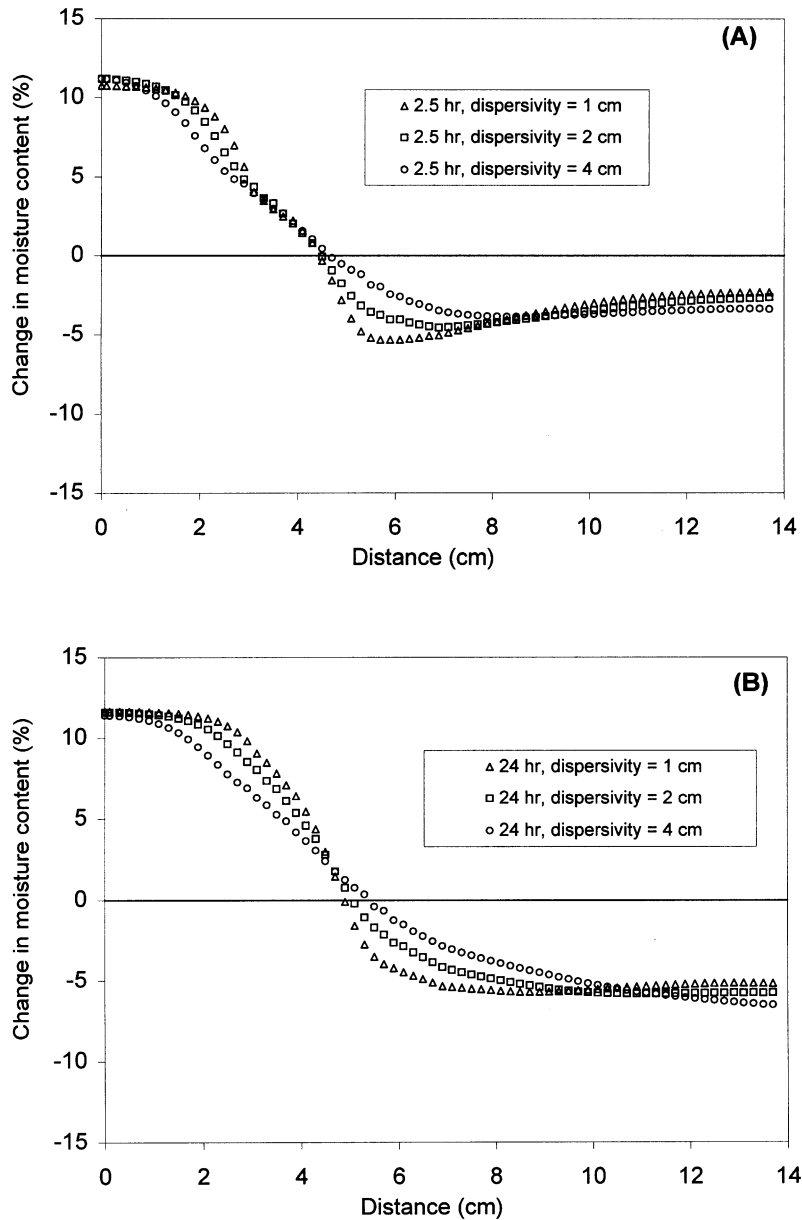 (A)
15
10
5
0
-5
-10
-15
Change in moisture content (%)
2.5 hr, dispersivity = 1 cm
2.5 hr, dispersivity = 2 cm
2.5 hr, dispersivity = 4 cm
0 2 4 6 8 10 12 14
Distance (cm)
(B)
15
10
5
0
-5
-10
-15
Change in moisture content (%)
24 hr, dispersivity = 1 cm
24 hr, dispersivity = 2 cm
24 hr, dispersivity = 4 cm
0 2 4 6 8 10 12 14
Distance (cm)